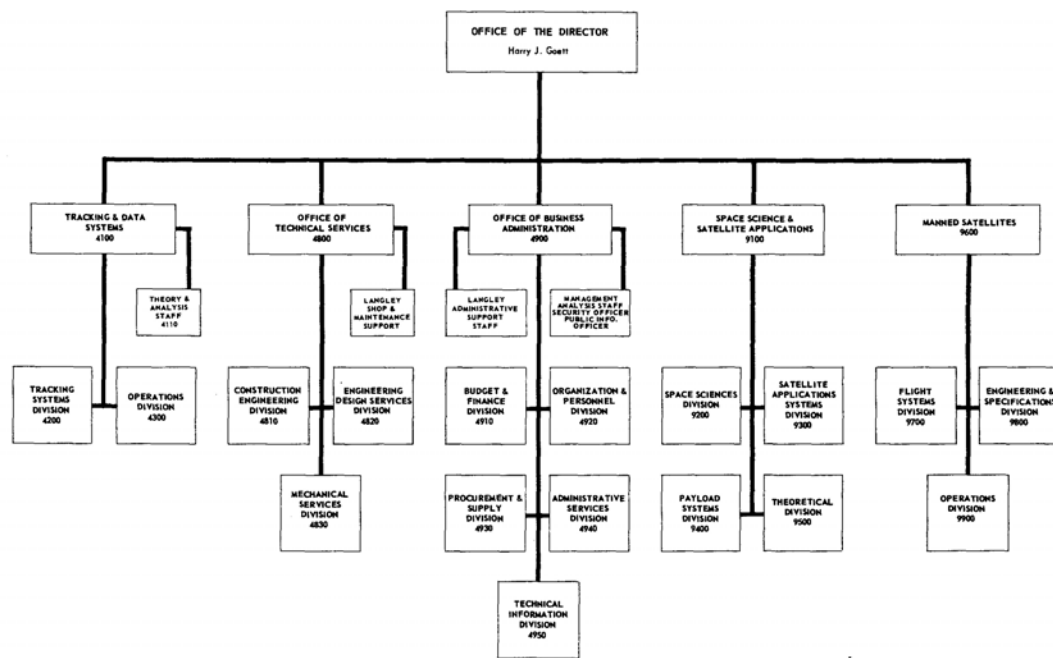 OFFICE OF THE DIRECTOR
Harry J. Goett
TRACKING & DATA
SYSTEMS
4100
OFFICE OF
TECHNICAL SERVICES
4800
OFFICE OF BUSINESS
ADMINISTRATION
4900
SPACE SCIENCE &
SATELLITE APPLICATIONS
9100
MANNED SATELLITES
9600
THEORY &
ANALYSIS
STAFF
4110
LANGLEY
SHOP &
MAINTENANCE
SUPPORT
LANGLEY
ADMINISTRATIVE
SUPPORT
STAFF
MANAGEMENT
ANALYSIS STAFF
SECURITY OFFICER
PUBLIC INFO.
OFFICER
TRACKING
SYSTEMS
DIVISION
4200
OPERATIONS
DIVISION
4300
CONSTRUCTION
ENGINEERING
DIVISION
4810
ENGINEERING
DESIGN SERVICES
DIVISION
4820
BUDGET &
FINANCE DIVISION
4910
ORGANIZATION &
PERSONNEL
DIVISION
4920
SPACE SCIENCES
DIVISION
9200
SATELLITE
APPLICATIONS
SYSTEMS
DIVISION
9300
FLIGHT
SYSTEMS
DIVISION
9700
ENGINEERING &
SPECIFICATIONS
DIVISION
9800
MECHANICAL
SERVICES
DIVISION
4830
PROCUREMENT &
SUPPLY
DIVISION
4930
ADMINISTRATIVE
SERVICES
DIVISION
4940
PAYLOAD
SYSTEMS
DIVISION
9400
THEORETICAL
DIVISION
9500
OPERATIONS
DIVISION
9900
TECHNICAL
INFORMATION
DIVISION
4950